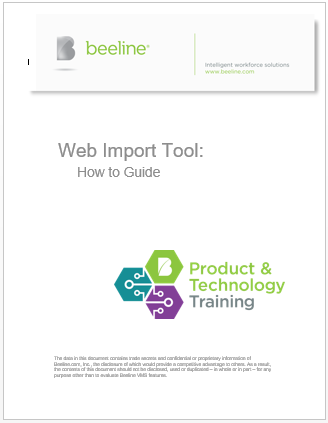 beeline®
Intelligent workforce solutions
www.beeline.com
Web Import Tool:
How to Guide
Product &
Technology
Training
The data in this document contains trade secrets and confidential or proprietary information of
Beeline.com, Inc., the disclosure of which would provide a competitive advantage to others. As a result,
the contents of this document should not be disclosed, used or duplicated – in whole or in part – for any
purpose other than to evaluate Beeline VMS features.